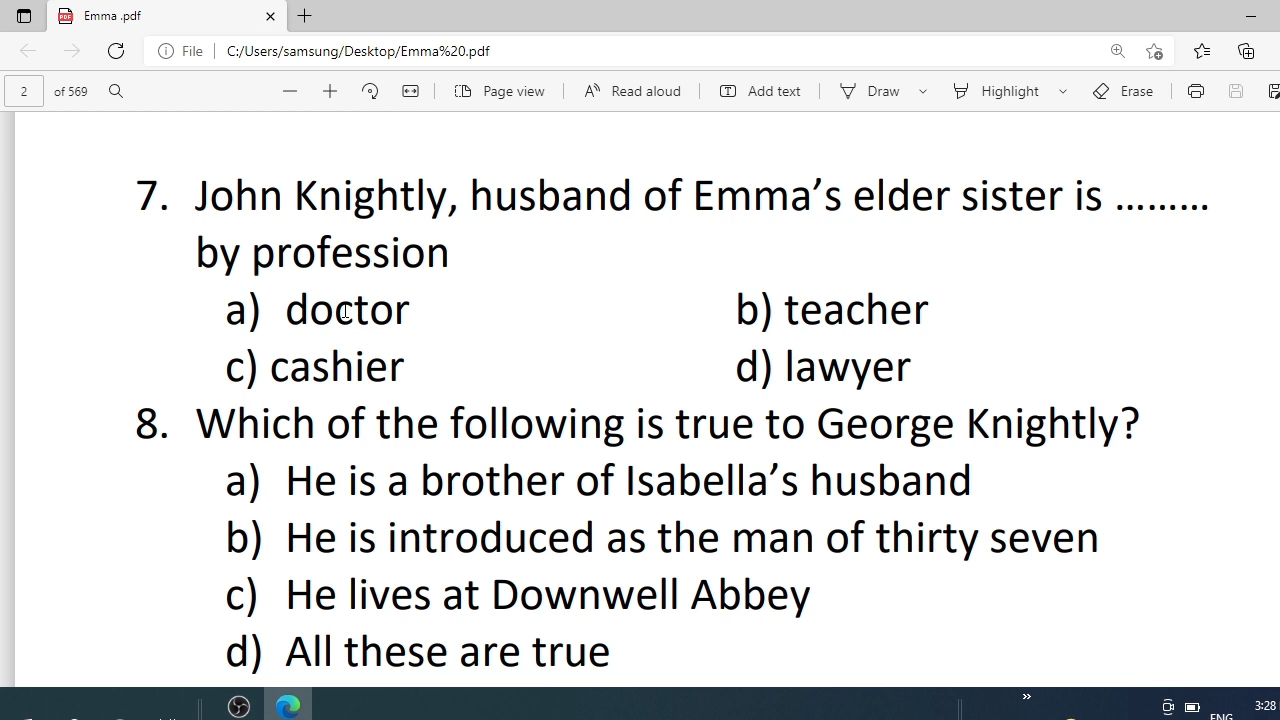 Emma .pdf
File C:/Users/samsung/Desktop/Emma%20.pdf
2 of 569 Page view Read aloud Add text Draw Highlight Erase
7. John Knightly, husband of Emma’s elder sister is .........
by profession
a) doctor b) teacher
c) cashier d) lawyer
8. Which of the following is true to George Knightly?
a) He is a brother of Isabella’s husband
b) He is introduced as the man of thirty seven
c) He lives at Downwell Abbey
d) All these are true
3:28
ENG